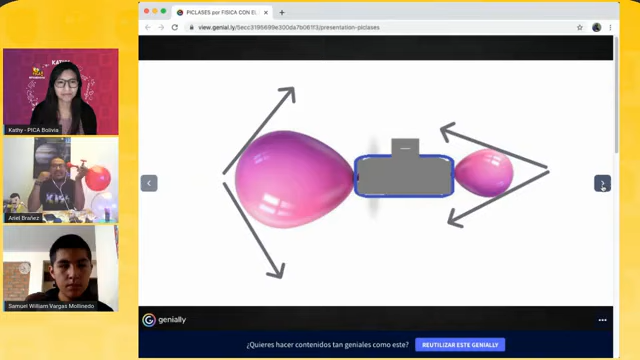 PICLASES por FISICA CON EL
view.genial.ly/5ecc3195699e300da7b061f3/presentation-piclases
Kathy - PICA Bolivia
Ariel Brañez
Samuel William Vargas Mollinedo
genially
¿Quieres hacer contenidos tan geniales como este?
REUTILIZAR ESTE GENIALLY